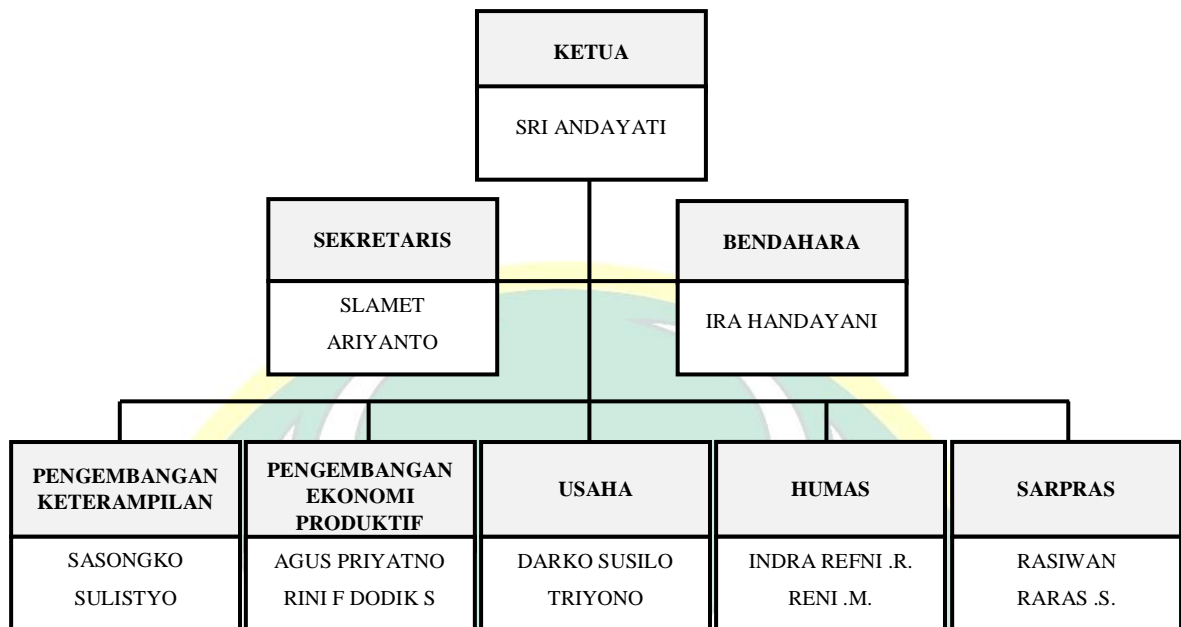 KETUA
SRI ANDAYATI
SEKRETARIS
SLAMET
ARIYANTO
BENDAHARA
IRA HANDAYANI
PENGEMBANGAN
KETERAMPILAN
SASONGKO
SULISTYO
PENGEMBANGAN
EKONOMI
PRODUKTIF
AGUS PRIYATNO
RINI F DODIK S
USAHA
DARKO SUSILO
TRIYONO
HUMAS
INDRA REFNI .R.
RENI .M.
SARPRAS
RASIWAN
RARAS .S.